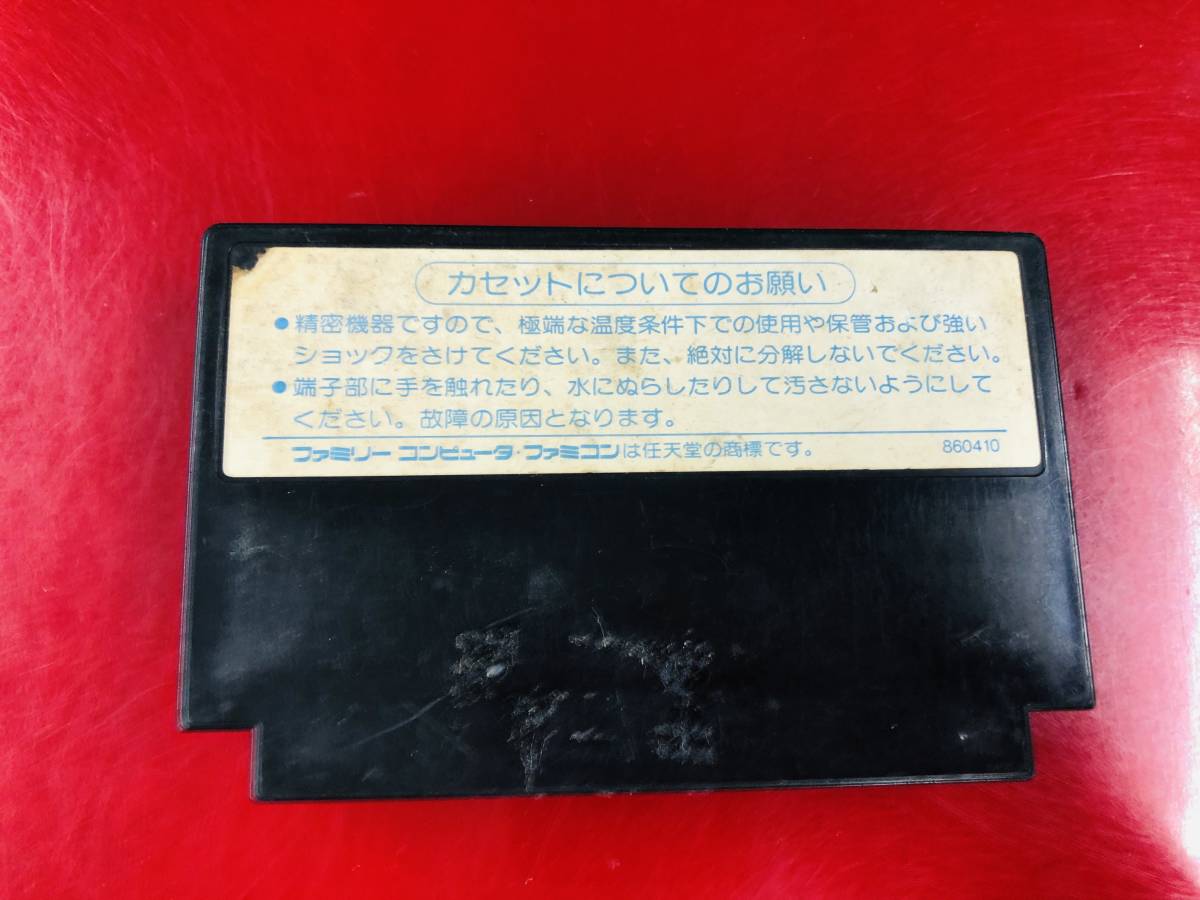 カセットについてのお願い
●精密機器ですので、極端な温度条件下での使用や保管および強い
ショックをさけてください。また、絶対に分解しないでください。
●端子部に手を触れたり、水にぬらしたりして汚さないようにして
ください。故障の原因となります。
ファミリー コンピュータ・ファミコンは任天堂の商標です。 860410